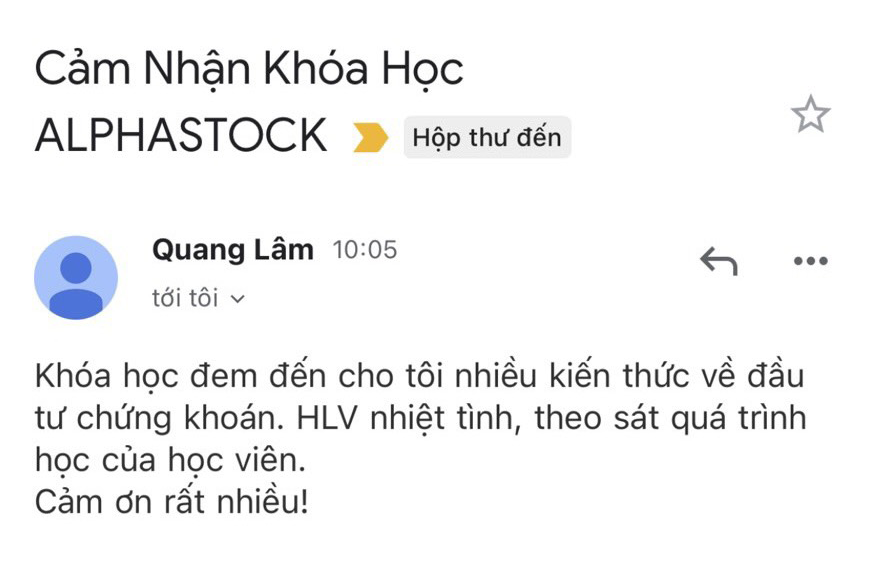 Cảm Nhận Khóa Học
ALPHASTOCK Hộp thư đến
Quang Lâm 10:05
tới tôi
Khóa học đem đến cho tôi nhiều kiến thức về đầu
tư chứng khoán. HLV nhiệt tình, theo sát quá trình
học của học viên.
Cảm ơn rất nhiều!